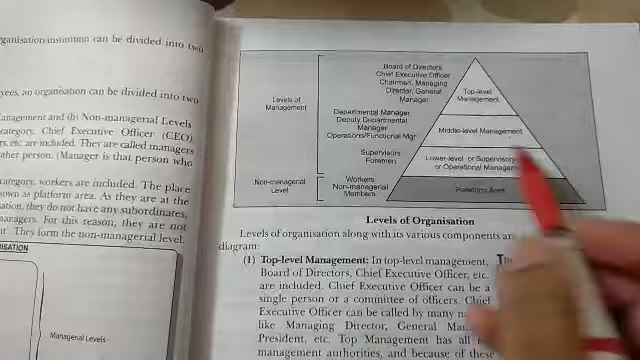 rganisation/institution can be divided into two
yees, an organisation can be divided into two
anagement and (b) Non-managerial Levels
ategory, Chief Executive Officer (CEO)
rs, etc. are included. They are called managers
other person. (Manager is that person who
category, workers are included. The place
nown as platform area. As they are at the
sation, they do not have any subordinates,
managers. For this reason, they are not
nt. They form the non-managerial level.
ISATION
Managerial Levels
Levels of
Management
Non-managerial
Level
Board of Directors
Chief Executive Officer
Chairman, Managing
Director, General
Manager
Departmental Manager
Deputy Departmental
Manager
Operations/Functional Mgr
Supervisors
Foremen
Workers
Non-managerial
Members
Top-level
Management
Middle-level Management
Lower-level or Supervisory
or Operational Management
Plateform Area
Levels of Organisation
Levels of organisation along with its various components
diagram:
(1) Top-level Management: In top-level management,
Board of Directors, Chief Executive Officer, etc.
are included. Chief Executive Officer can be a
single person or a committee of officers. Chief
Executive Officer can be called by many
like Managing Director, General
President, etc. Top Management has all
management authorities, and because of these